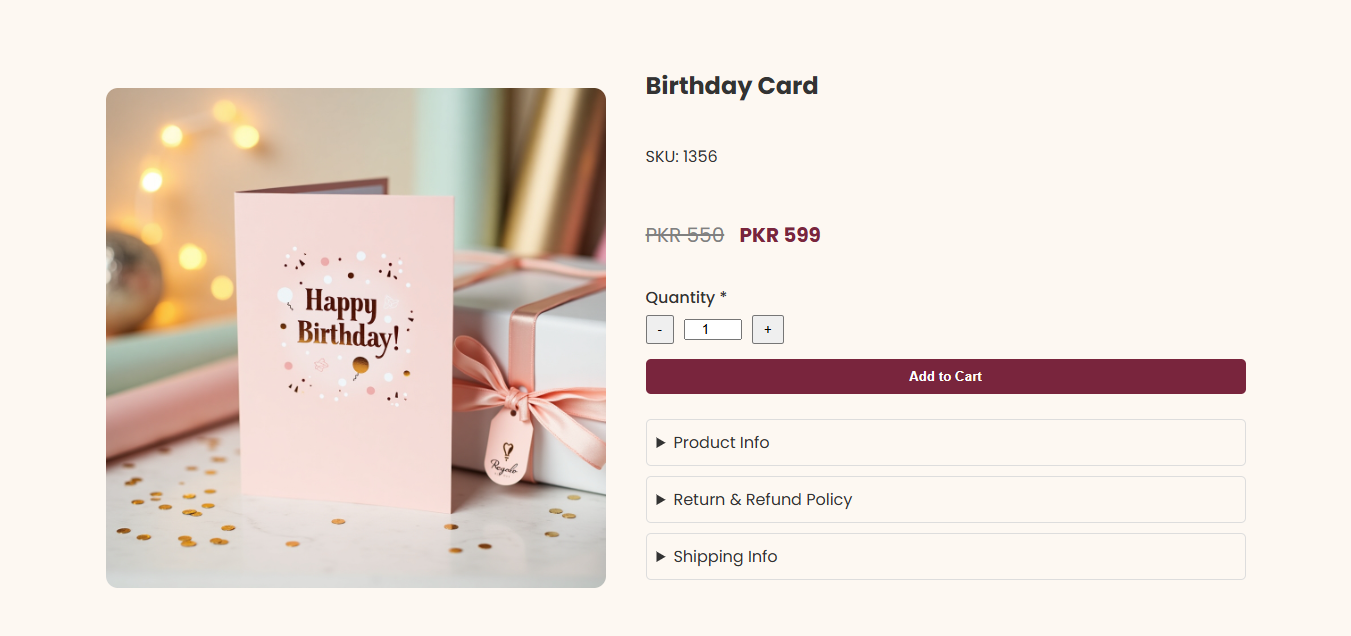 Birthday Card
SKU: 1356
PKR 550 PKR 599
Quantity *
- 1 +
Add to Cart
Product Info
Return & Refund Policy
Shipping Info
Happy
Birthday!
Regalo